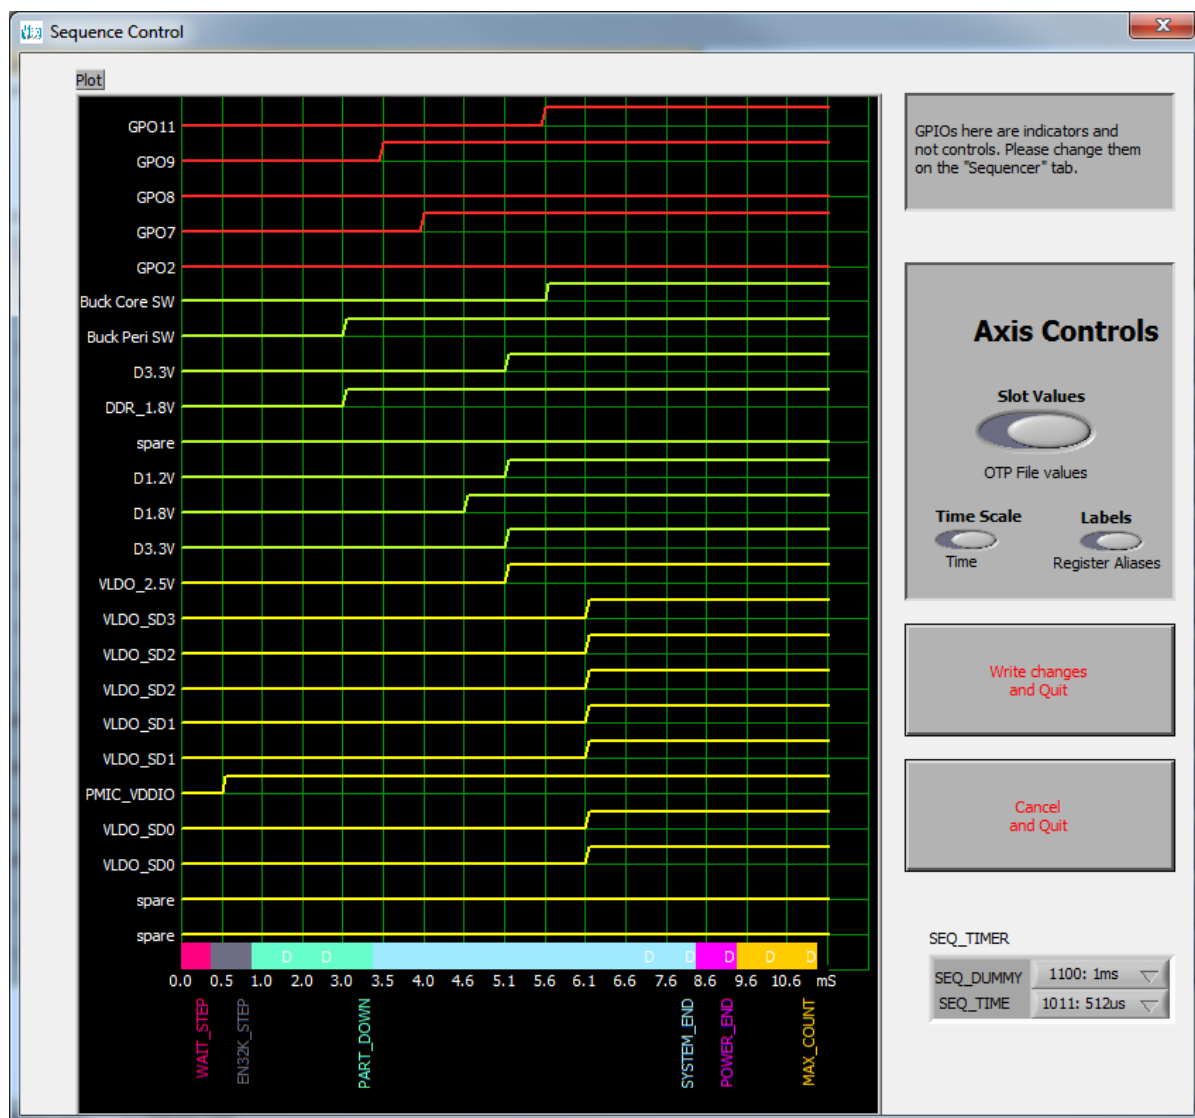 Sequence Control
Plot
GPO11
GPO9
GPO8
GPO7
GPO2
Buck Core SW
Buck Peri SW
D3.3V
DDR_1.8V
spare
D1.2V
D1.8V
D3.3V
VLDO_2.5V
VLDO_SD3
VLDO_SD2
VLDO_SD2
VLDO_SD1
VLDO_SD1
PMIC_VDDIO
VLDO_SD0
VLDO_SD0
spare
spare
D D D D D D D
0.0 0.5 1.0 2.0 3.0 3.5 4.0 4.6 5.1 5.6 6.1 6.6 7.6 8.6 9.6 10.6 mS
WAIT_STEP
EN32K_STEP
PART_DOWN
SYSTEM_END
POWER_END
MAX_COUNT
GPIOs here are indicators and
not controls. Please change them
on the "Sequencer" tab.
Axis Controls
Slot Values
OTP File values
Time Scale
Time
Labels
Register Aliases
Write changes
and Quit
Cancel
and Quit
SEQ_TIMER
SEQ_DUMMY 1100: 1ms
SEQ_TIME 1011: 512us